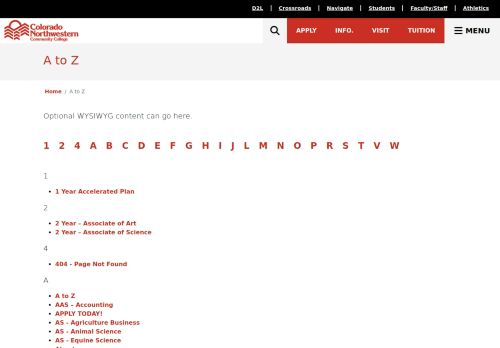 D2L | Crossroads | Navigate | Students | Faculty/Staff | Athletics
Colorado
Northwestern
Community College
APPLY INFO. VISIT TUITION MENU
A to Z
Home / A to Z
Optional WYSIWYG content can go here.
1 2 4 A B C D E F G H I J L M N O P R S T V W
1
• 1 Year Accelerated Plan
2
• 2 Year – Associate of Art
• 2 Year – Associate of Science
4
• 404 - Page Not Found
A
• A to Z
• AAS – Accounting
• APPLY TODAY!
• AS - Agriculture Business
• AS - Animal Science
• AS - Equine Science